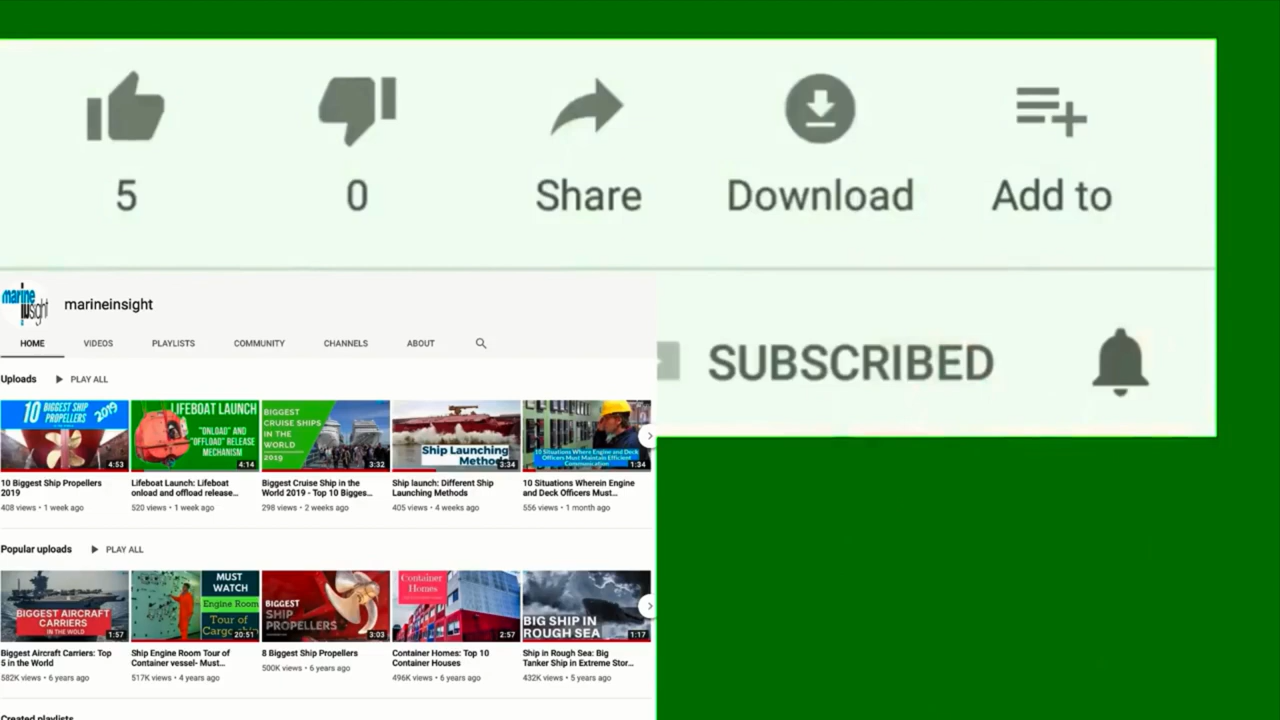 5
0
Share
Download
Add to
marine
insight
marineinsight
SUBSCRIBED
HOME
VIDEOS
PLAYLISTS
COMMUNITY
CHANNELS
ABOUT
Uploads
PLAY ALL
10 BIGGEST SHIP
PROPELLERS
2019
4:53
LIFEBOAT LAUNCH
"ONLOAD" AND
"OFFLOAD" RELEASE
MECHANISM
4:14
BIGGEST
CRUISE SHIPS
IN THE
WORLD
2019
3:32
Ship Launching
Methods
3:34
10 Situations Where Engine and Deck
Officers Must Maintain Efficient
Communication
1:34
10 Biggest Ship Propellers
2019
408 views • 1 week ago
Lifeboat Launch: Lifeboat
onload and offload release...
520 views • 1 week ago
Biggest Cruise Ship in the
World 2019 - Top 10 Bigges...
298 views • 2 weeks ago
Ship launch: Different Ship
Launching Methods
405 views • 4 weeks ago
10 Situations Wherein Engine
and Deck Officers Must...
556 views • 1 month ago
Popular uploads
PLAY ALL
BIGGEST AIRCRAFT
CARRIERS
IN THE WOLD
1:57
MUST
WATCH
Engine Room
Tour of
Cargo ship
20:51
BIGGEST
SHIP
PROPELLERS
3:03
Container
Homes
2:57
BIG SHIP IN
ROUGH SEA
1:17
Biggest Aircraft Carriers: Top
5 in the World
582K views • 6 years ago
Ship Engine Room Tour of
Container vessel- Must...
517K views • 4 years ago
8 Biggest Ship Propellers
500K views • 6 years ago
Container Homes: Top 10
Container Houses
496K views • 6 years ago
Ship in Rough Sea: Big
Tanker Ship in Extreme Stor...
432K views • 5 years ago
Created playlists